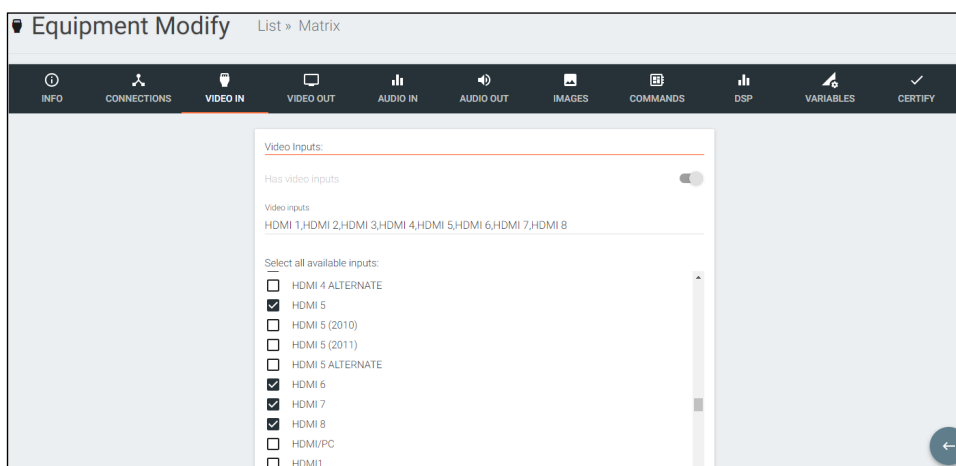 Equipment Modify List » Matrix
INFO CONNECTIONS VIDEO IN VIDEO OUT AUDIO IN AUDIO OUT IMAGES COMMANDS DSP VARIABLES CERTIFY
Video Inputs:
Has video inputs
Video inputs
HDMI 1,HDMI 2,HDMI 3,HDMI 4,HDMI 5,HDMI 6,HDMI 7,HDMI 8
Select all available inputs:
HDMI 4 ALTERNATE
HDMI 5
HDMI 5 (2010)
HDMI 5 (2011)
HDMI 5 ALTERNATE
HDMI 6
HDMI 7
HDMI 8
HDMI/PC
HDMI1